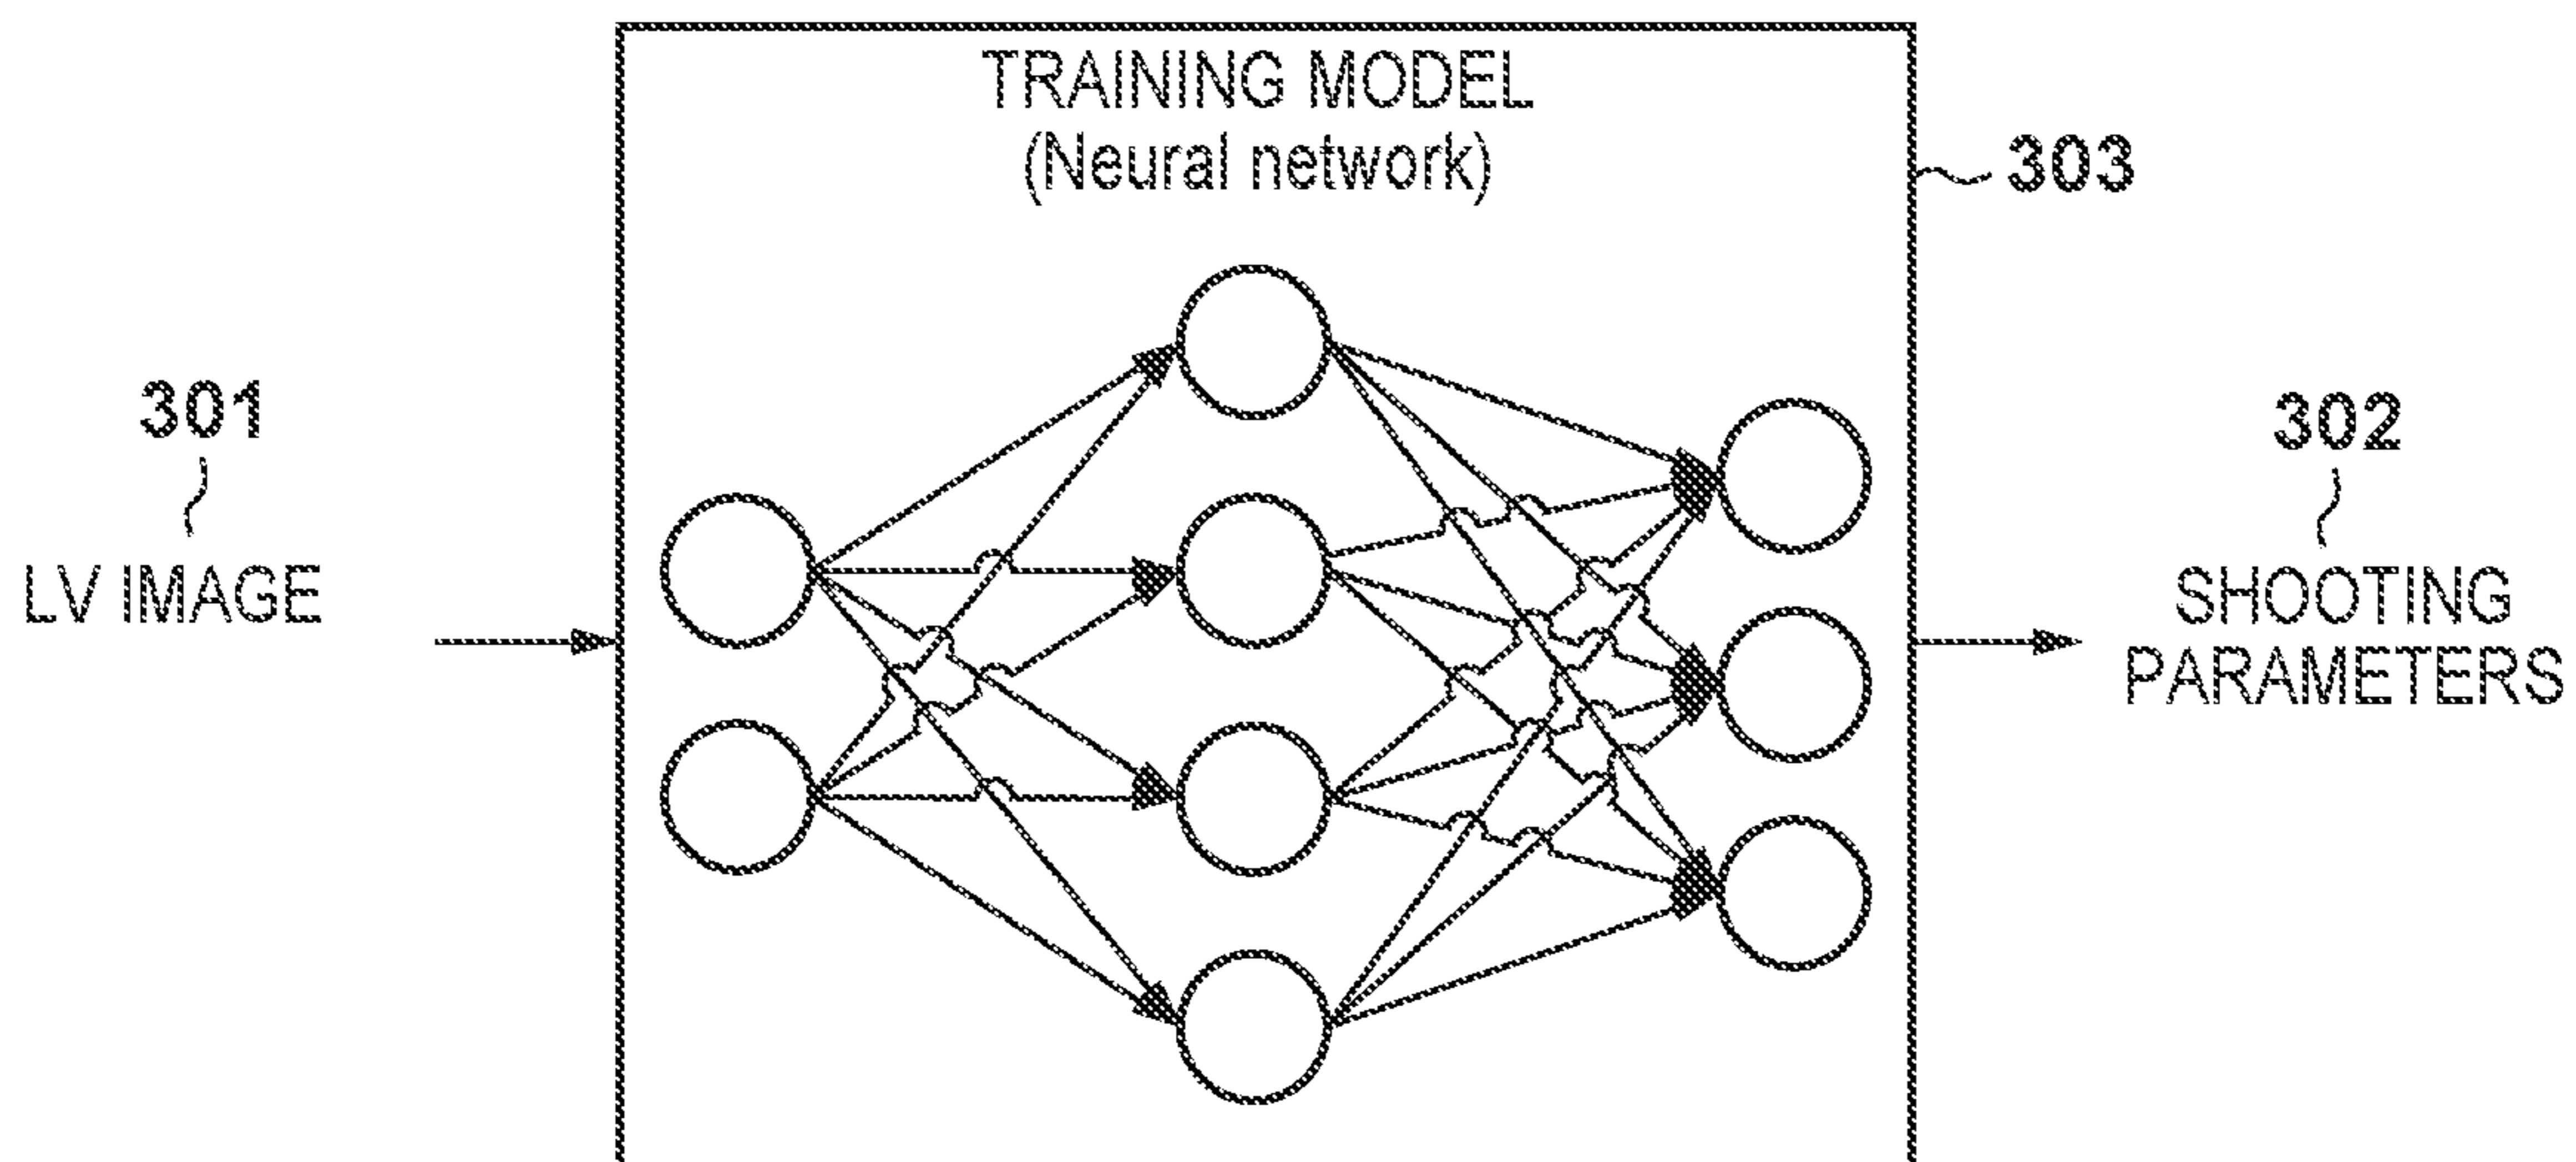 TRAINING MODEL
(Neural network)
303
301
LV IMAGE
302
SHOOTING
PARAMETERS